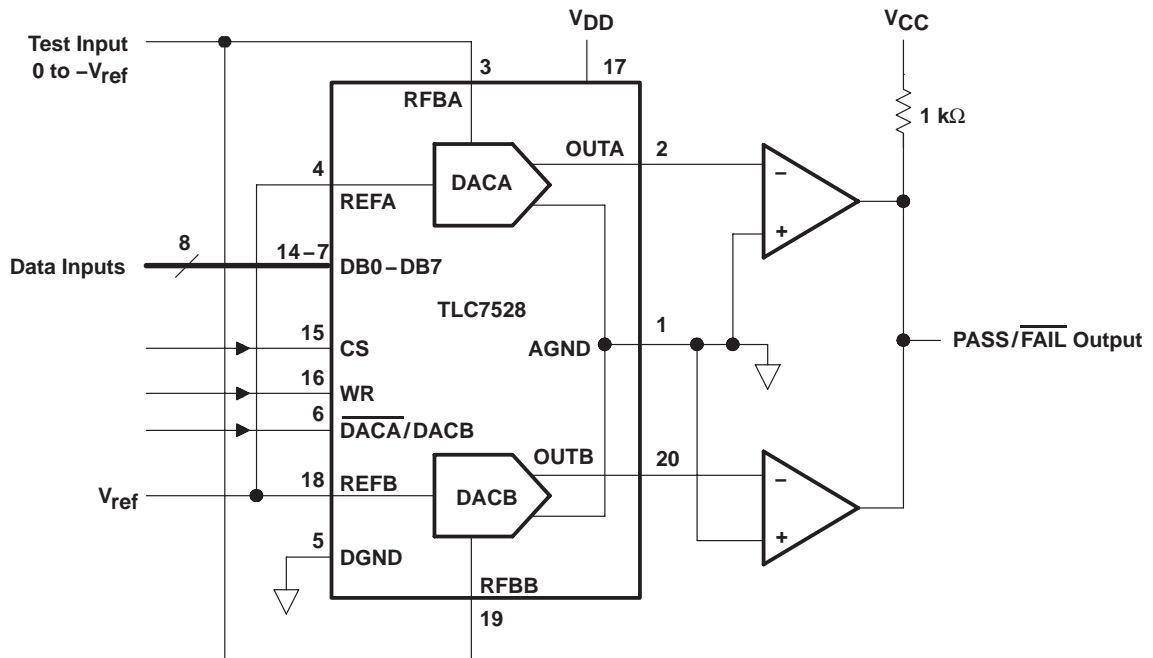 Test Input
0 to –Vref
VDD
VCC
3
17
RFBA
1 kΩ
OUTA
2
4
DACA
REFA
–
+
8
14–7
Data Inputs
DB0–DB7
TLC7528
15
CS
1
AGND
PASS/FAIL Output
16
WR
6
DACA/DACB
OUTB
20
Vref
18
REFB
DACB
–
+
5
DGND
RFBB
19